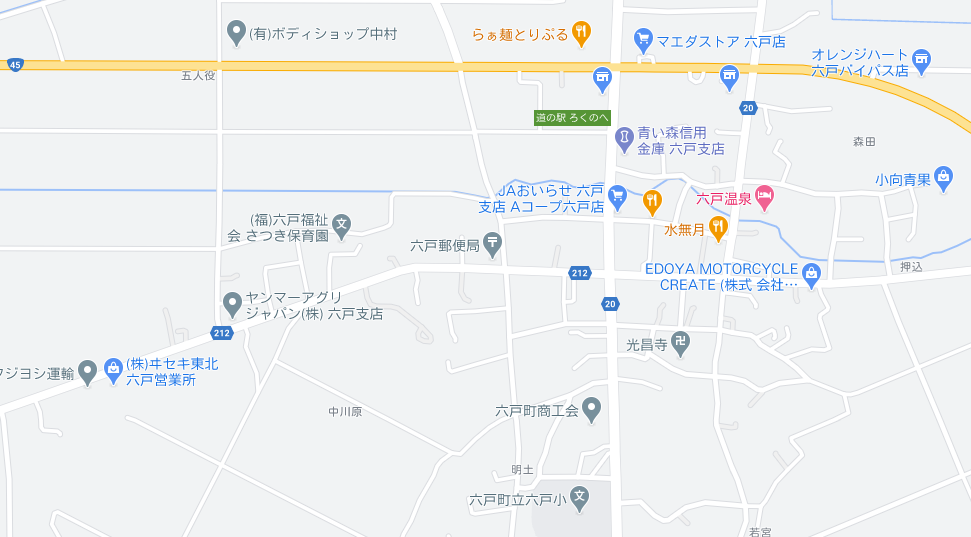 (有)ボディショップ中村
らぁ麺とりぷる
マエダストア 六戸店
オレンジハート
六戸バイパス店
45
五人役
20
道の駅 ろくのへ
青い森信用
金庫 六戸支店
森田
小向青果
JAおいらせ 六戸
支店 Aコープ六戸店
六戸温泉
(福)六戸福祉
会 さつき保育園
文
六戸郵便局
水無月
212
EDOYA MOTORCYCLE
CREATE (株式 会社…
押込
ヤンマーアグリ
ジャパン(株) 六戸支店
20
212
光昌寺
フジヨシ運輸
(株)ヰセキ東北
六戸営業所
中川原
六戸町商工会
明土
六戸町立六戸小
文
若宮